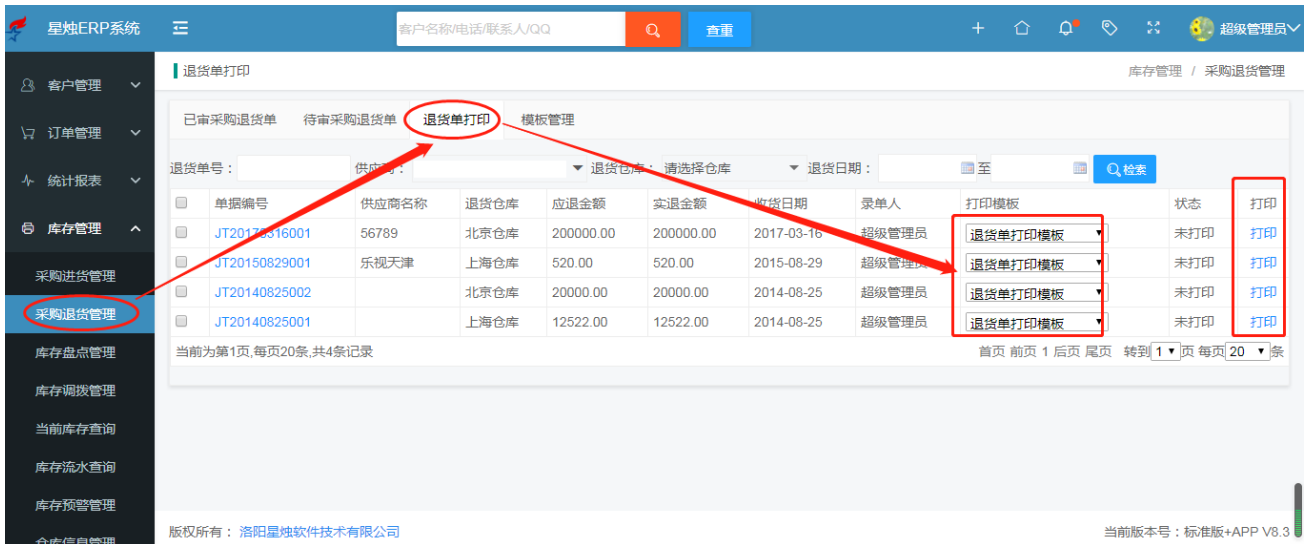 星烛ERP系统
客户名称/电话/联系人/QQ 查重 超级管理员
客户管理
订单管理
统计报表
库存管理
采购进货管理
采购退货管理
库存盘点管理
库存调拨管理
当前库存查询
库存流水查询
库存预警管理
仓库信息管理
退货单打印 库存管理 / 采购退货管理
已审采购退货单 待审采购退货单 退货单打印 模板管理
退货单号： 供应商： 退货仓库： 请选择仓库 退货日期： 至 检索
单据编号 供应商名称 退货仓库 应退金额 实退金额 收货日期 录单人 打印模板 状态 打印
JT20170316001 56789 北京仓库 200000.00 200000.00 2017-03-16 超级管理员 退货单打印模板 未打印 打印
JT20150829001 乐视天津 上海仓库 520.00 520.00 2015-08-29 超级管理员 退货单打印模板 未打印 打印
JT20140825002 北京仓库 20000.00 20000.00 2014-08-25 超级管理员 退货单打印模板 未打印 打印
JT20140825001 上海仓库 12522.00 12522.00 2014-08-25 超级管理员 退货单打印模板 未打印 打印
当前为第1页,每页20条,共4条记录 首页 前页 1 后页 尾页 转到 1 页 每页 20 条
版权所有： 洛阳星烛软件技术有限公司 当前版本号：标准版+APP V8.3